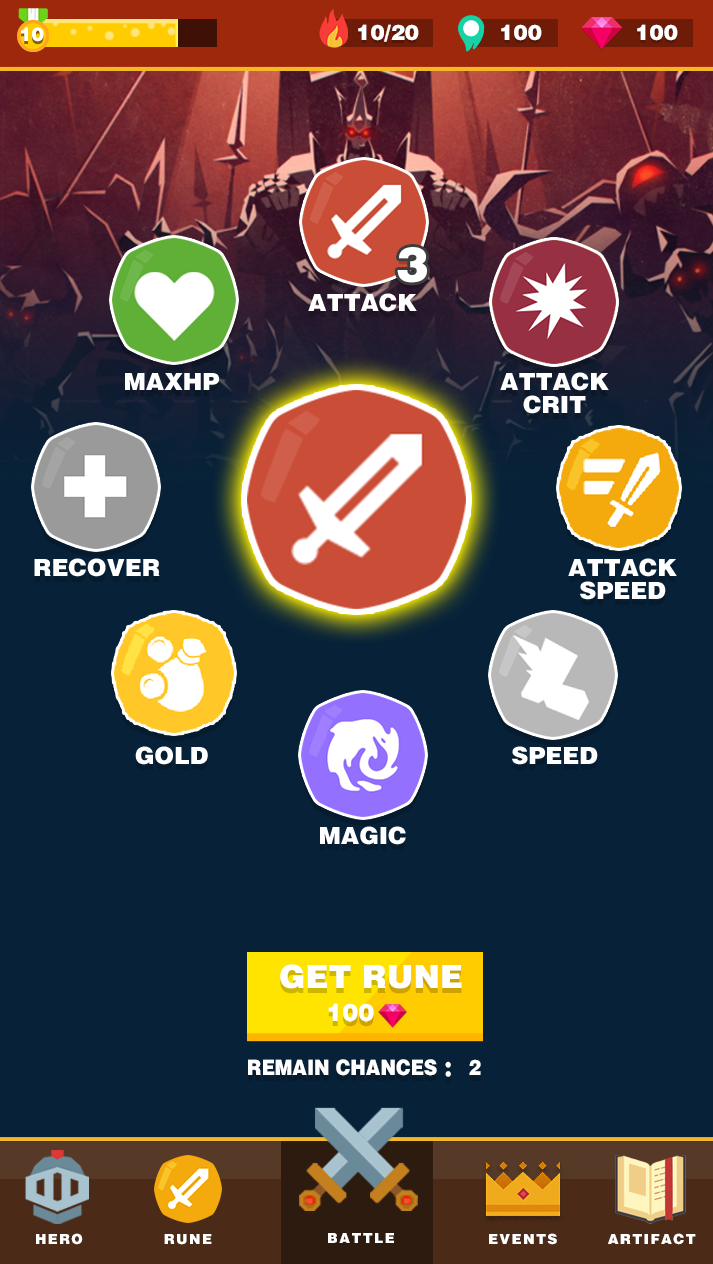 10
10/20
100
100
3
ATTACK
MAXHP
ATTACK
CRIT
RECOVER
ATTACK
SPEED
GOLD
SPEED
MAGIC
GET RUNE
100
REMAIN CHANCES : 2
HERO
RUNE
BATTLE
EVENTS
ARTIFACT